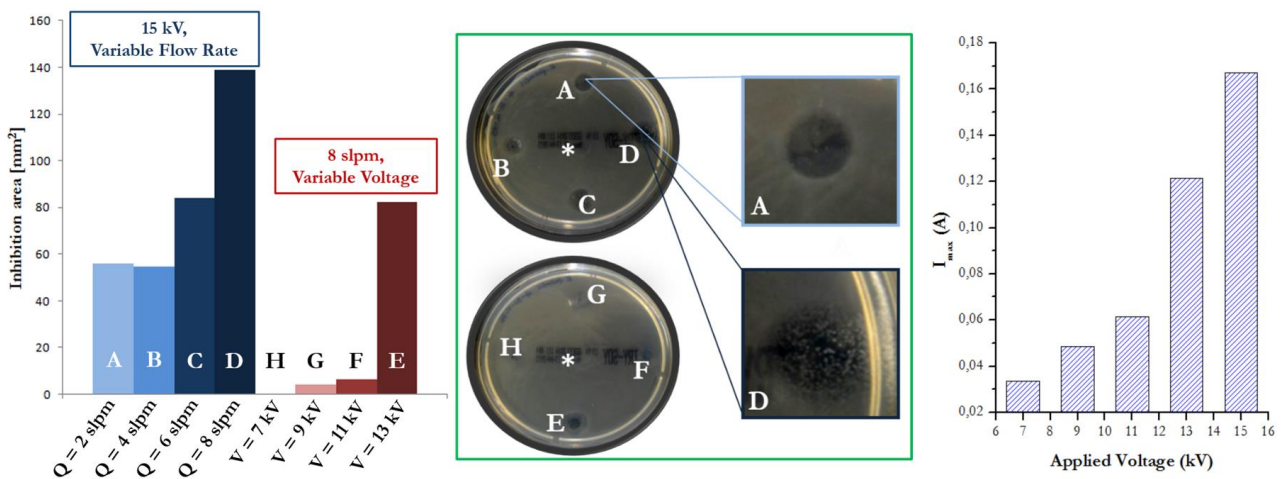 160
140
120
100
80
60
40
20
0
Inhibition area [mm²]
15 kV,
Variable Flow Rate
8 slpm,
Variable Voltage
A
B
C
D
H
G
F
E
Q = 2 slpm
Q = 4 slpm
Q = 6 slpm
Q = 8 slpm
V = 7 kV
V = 9 kV
V = 11 kV
V = 13 kV
A
B
*
D
C
G
H
*
F
E
A
D
0,18
0,16
0,14
0,12
0,10
0,08
0,06
0,04
0,02
I max (A)
6 7 8 9 10 11 12 13 14 15 16
Applied Voltage (kV)